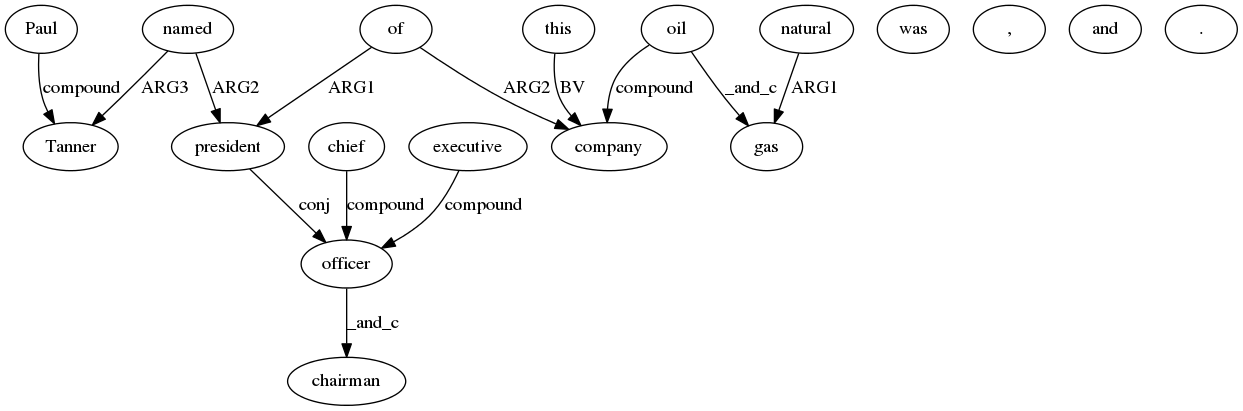 Paul named of this oil natural was , and .
compound ARG3 ARG2 ARG1 ARG2 BV compound _and_c ARG1
Tanner president chief executive company gas
conj compound compound
officer
_and_c
chairman